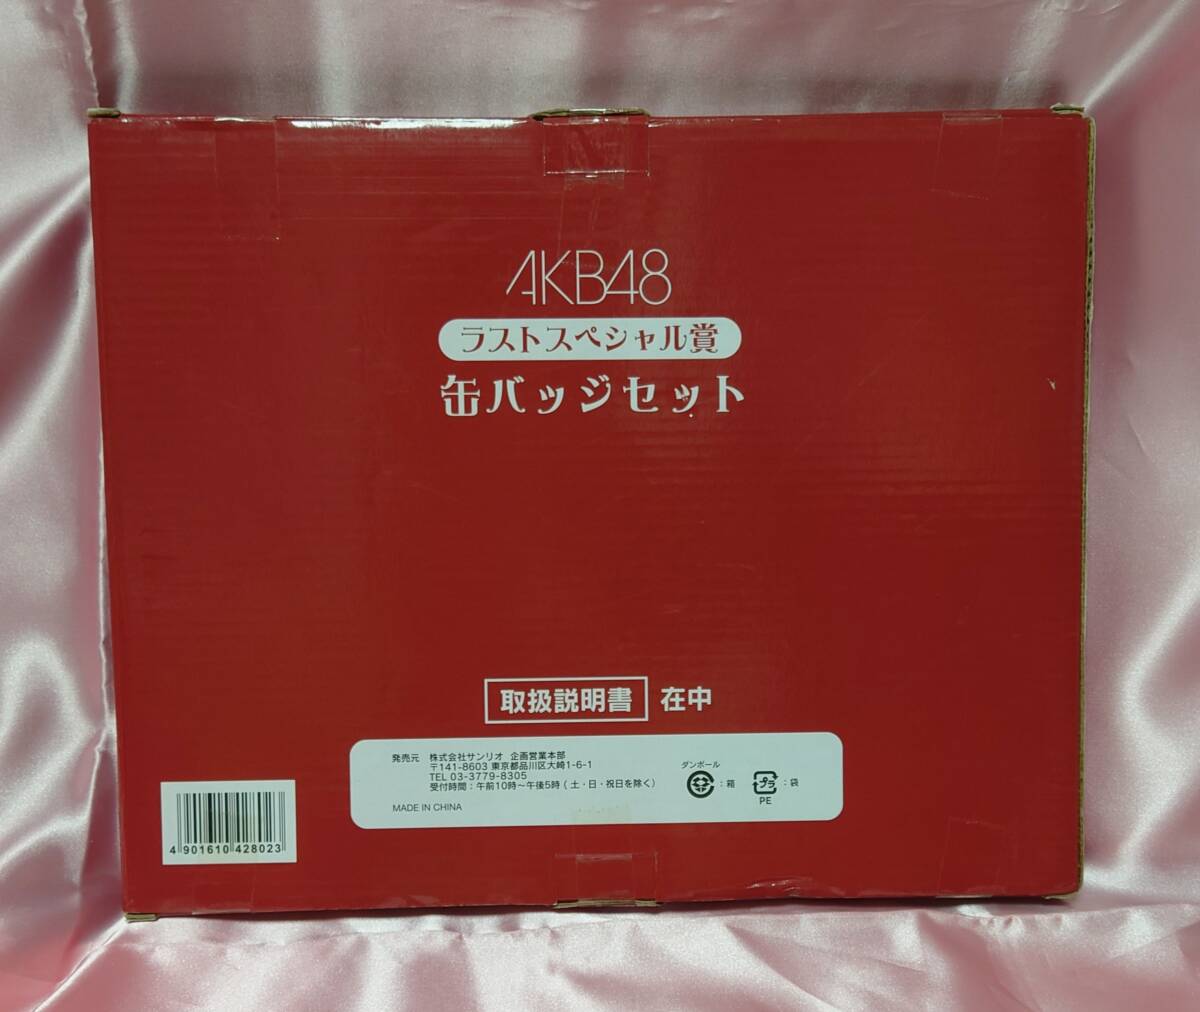 AKB48
ラストスペシャル賞
缶バッジセット
取扱説明書 在中
発売元 株式会社サンリオ 企画営業本部
〒141-8603 東京都品川区大崎1-6-1
TEL 03-3779-8305
受付時間：午前10時～午後5時（土・日・祝日を除く）
MADE IN CHINA
ダンボール
：箱
プラ
：袋
PE
4 901610 428023